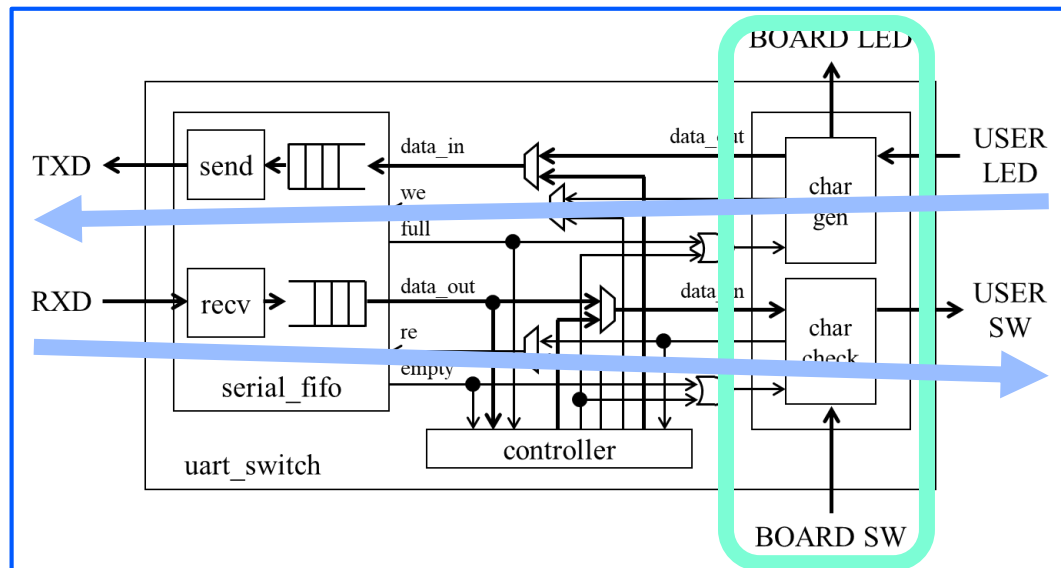 BOARD LED
TXD
send
data_in
data_out
USER
LED
we
char
gen
full
RXD
recv
data_out
data_in
USER
SW
re
char
check
empty
serial_fifo
controller
uart_switch
BOARD SW